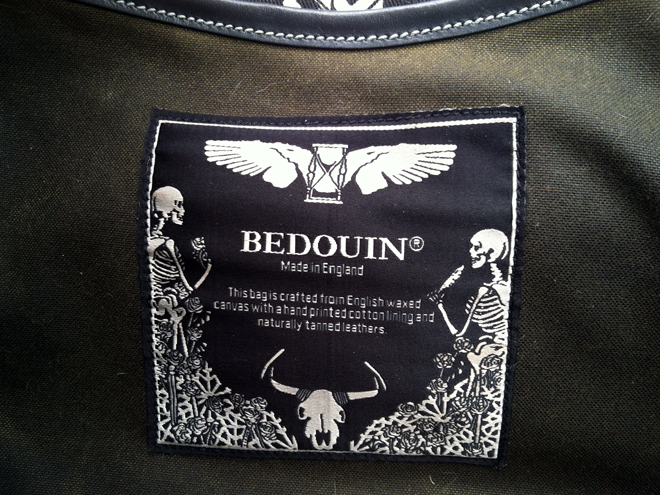 BEDOUIN®
Made in England
This bag is crafted from English waxed
canvas with a hand printed cotton lining and
naturally tanned leathers.